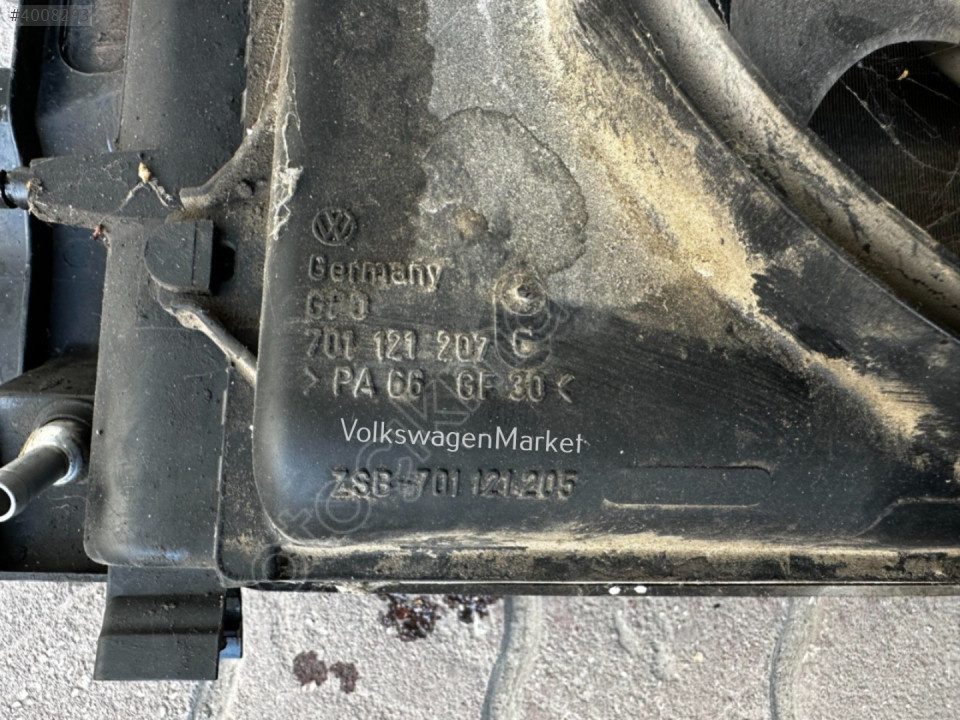 Germany
701 121 207 C
> PA 66 GF 30 <
VolkswagenMarket
ZSB-701 121.205